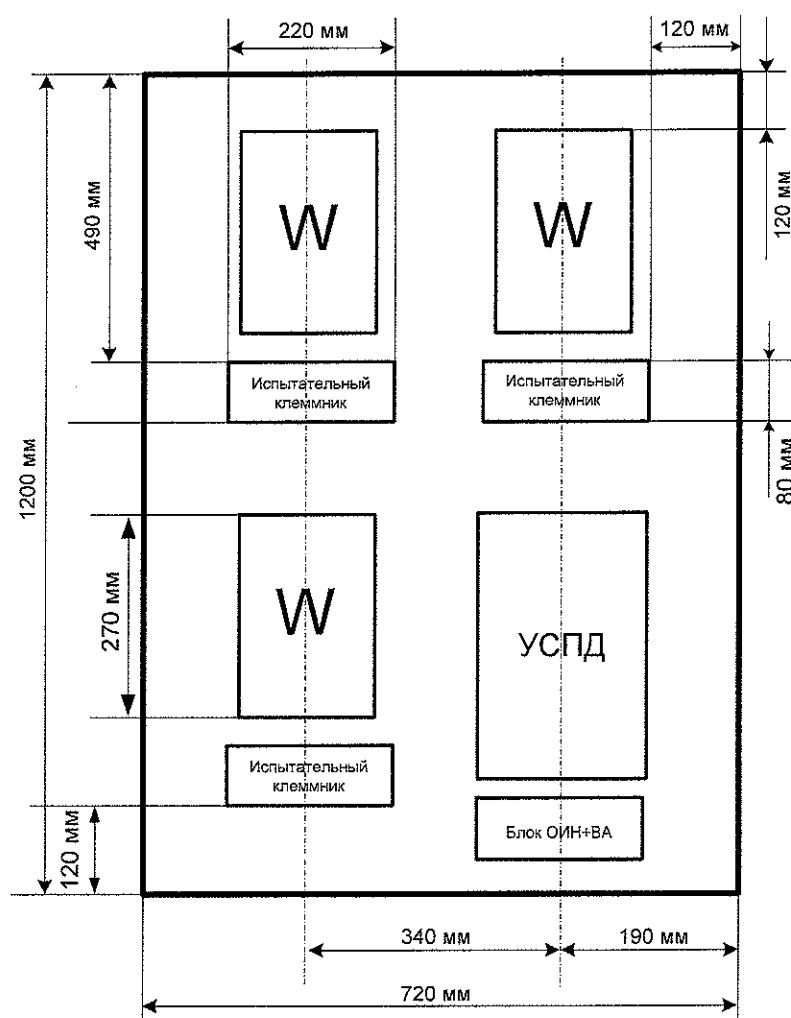 220 мм
120 мм
490 мм
W
W
120 мм
Испытательный
клеммник
Испытательный
клеммник
80 мм
1200 мм
270 мм
W
УСПД
Испытательный
клеммник
Блок ОИН+ВА
120 мм
340 мм
190 мм
720 мм